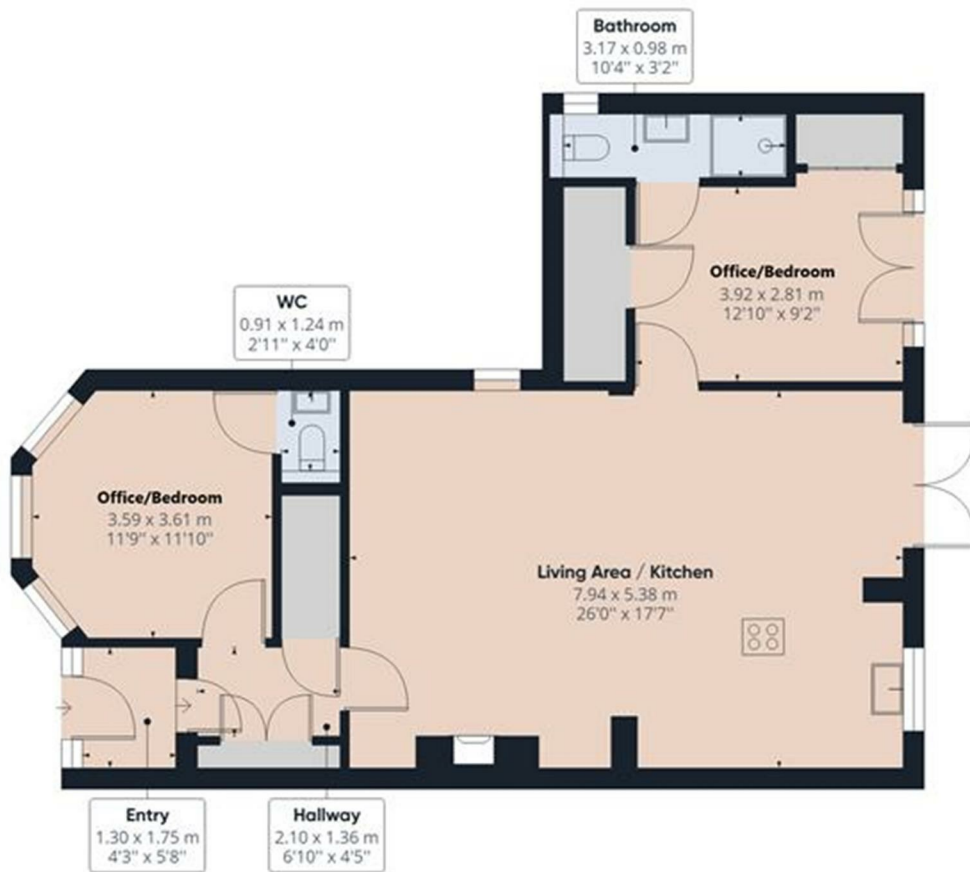 Bathroom
3.17 x 0.98 m
10'4" x 3'2"
Office/Bedroom
3.92 x 2.81 m
12'10" x 9'2"
WC
0.91 x 1.24 m
2'11" x 4'0"
Office/Bedroom
3.59 x 3.61 m
11'9" x 11'10"
Living Area / Kitchen
7.94 x 5.38 m
26'0" x 17'7"
Entry
1.30 x 1.75 m
4'3" x 5'8"
Hallway
2.10 x 1.36 m
6'10" x 4'5"